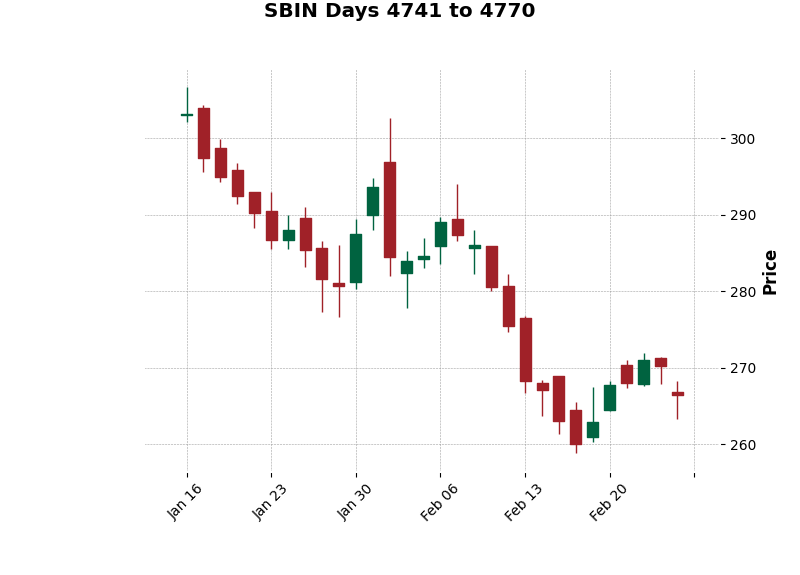 SBIN Days 4741 to 4770
300
290
280
270
260
Price
Jan 16
Jan 23
Jan 30
Feb 06
Feb 13
Feb 20